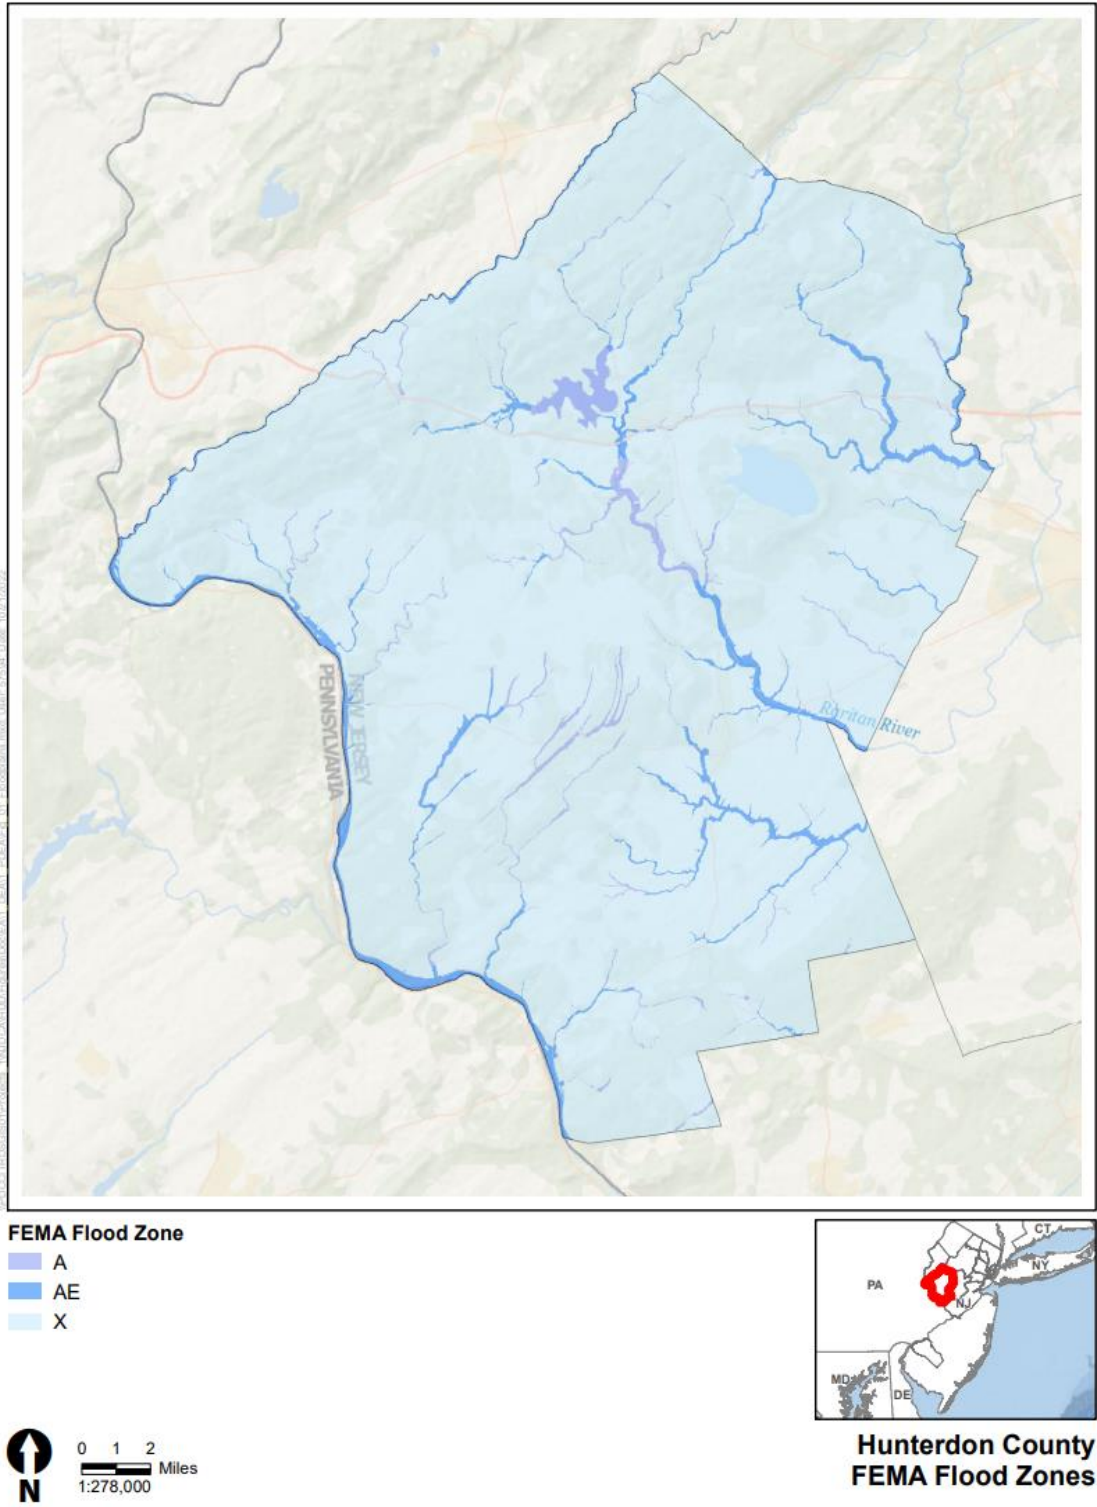 NEW JERSEY
PENNSYLVANIA
Raritan River
FEMA Flood Zone
A
AE
X
CT
NY
PA
NJ
MD
DE
0 1 2
Miles
1:278,000
N
Hunterdon County
FEMA Flood Zones